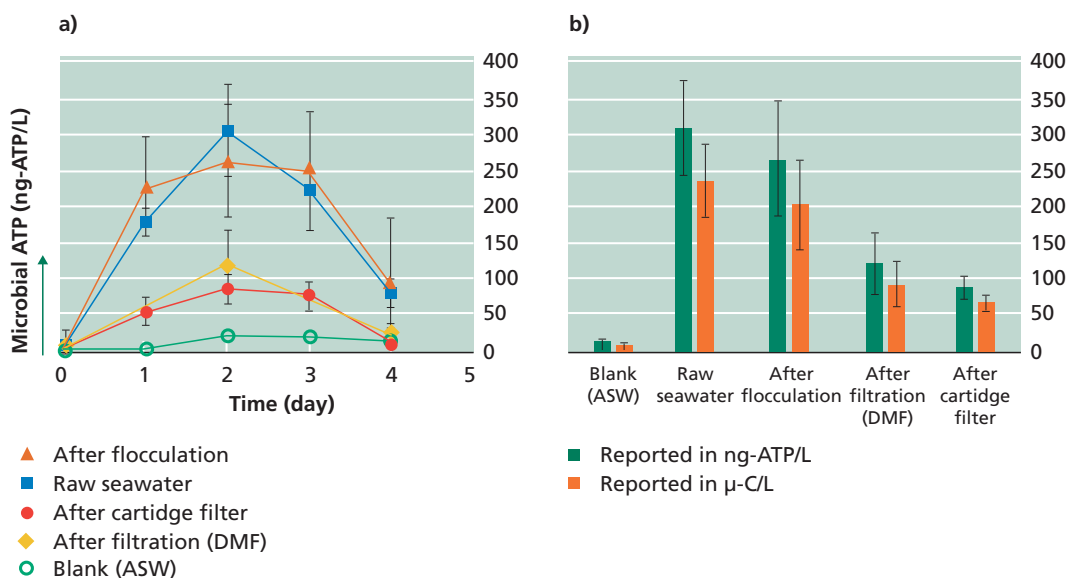 a)
Microbial ATP (ng-ATP/L)
400
350
300
250
200
150
100
50
0
0 1 2 3 4 5
Time (day)
After flocculation
Raw seawater
After cartidge filter
After filtration (DMF)
Blank (ASW)
b)
400
350
300
250
200
150
100
50
0
Blank
(ASW)
Raw
seawater
After
flocculation
After
filtration
(DMF)
After
cartidge
filter
Reported in ng-ATP/L
Reported in μ-C/L